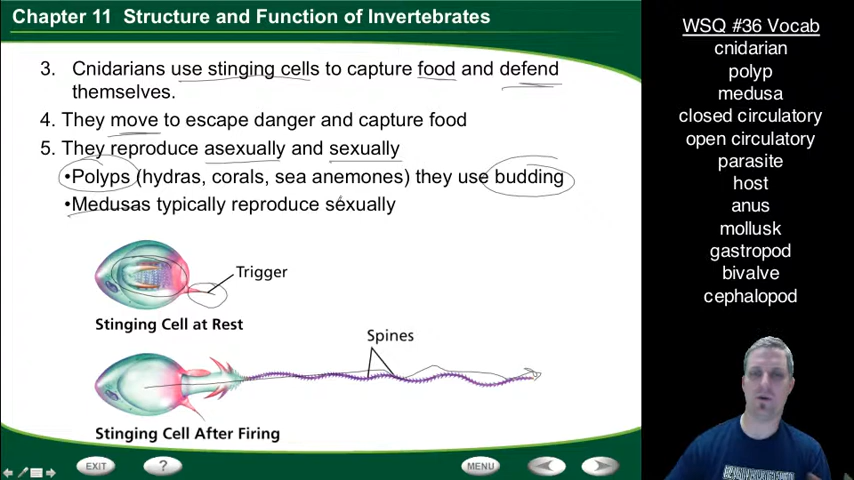 Chapter 11 Structure and Function of Invertebrates
3. Cnidarians use stinging cells to capture food and defend
themselves.
4. They move to escape danger and capture food
5. They reproduce asexually and sexually
•Polyps (hydras, corals, sea anemones) they use budding
•Medusas typically reproduce sexually
Trigger
Stinging Cell at Rest
Spines
Stinging Cell After Firing
EXIT
?
MENU
WSQ #36 Vocab
cnidarian
polyp
medusa
closed circulatory
open circulatory
parasite
host
anus
mollusk
gastropod
bivalve
cephalopod